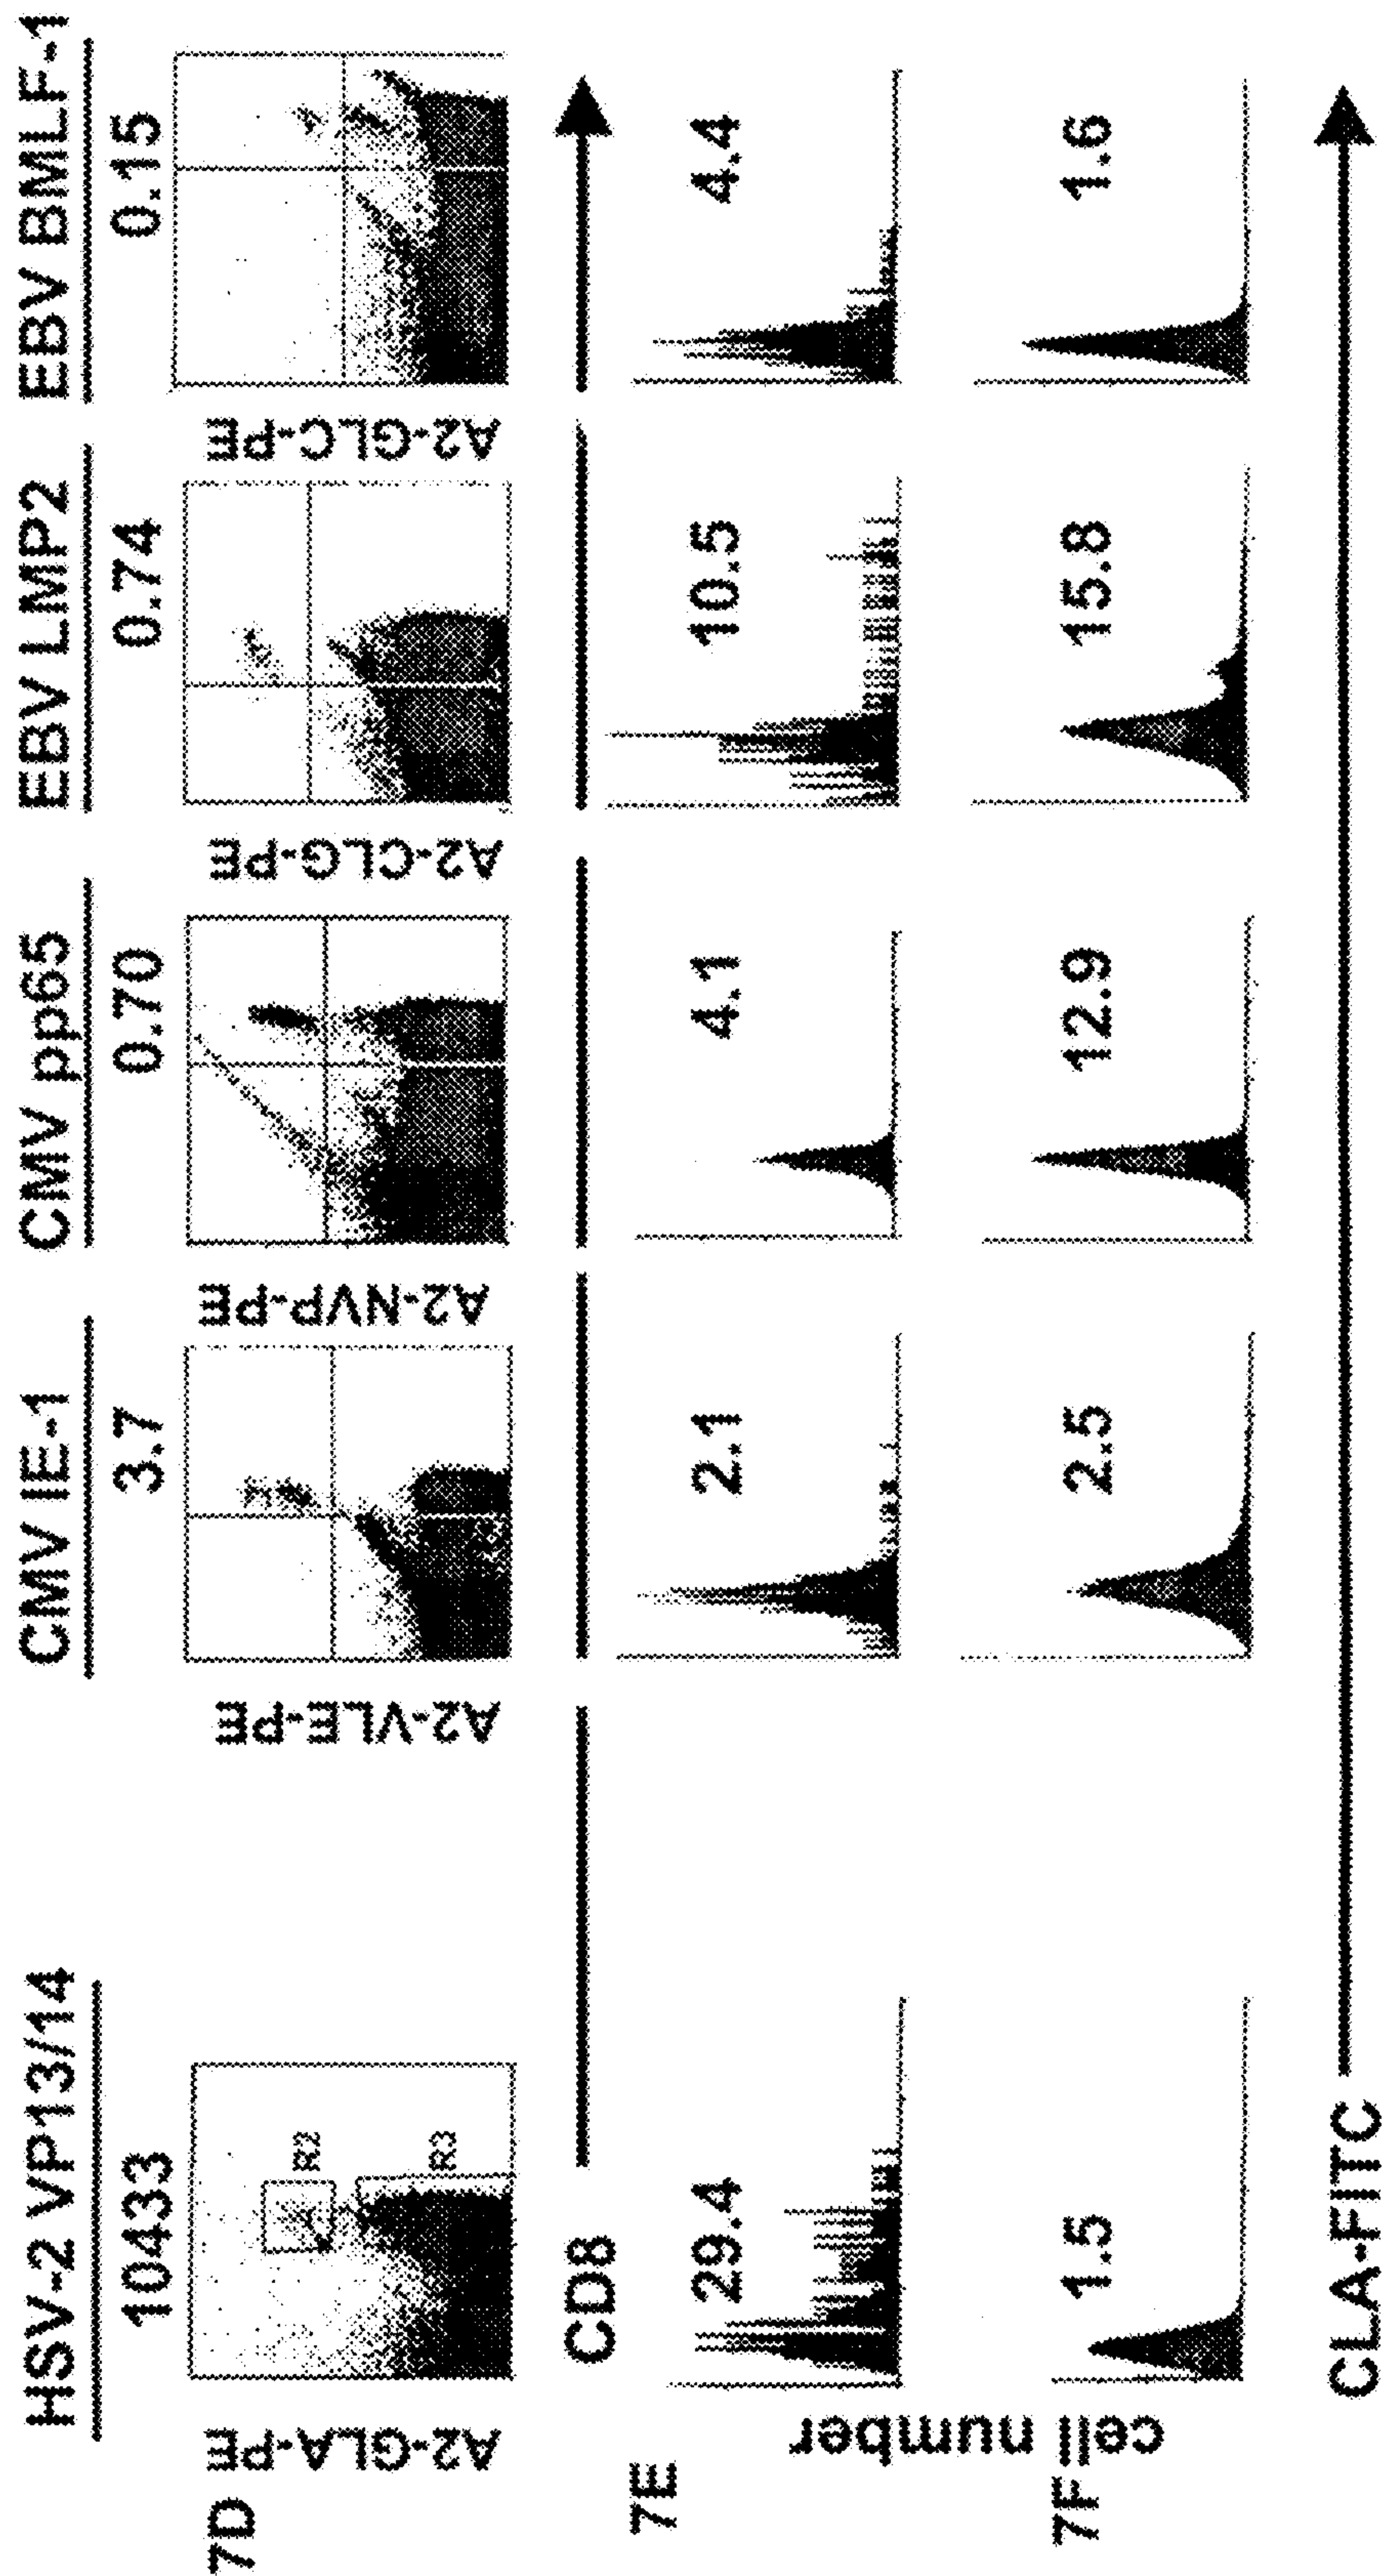 HSV-2 VP13/14
CMV IE-1
CMV pp65
EBV LMP2
EBV BMLF-1
10433
3.7
0.70
0.74
0.15
7D
A2-GLA-PE
R2
R3
A2-VLE-PE
A2-NVP-PE
A2-CLG-PE
A2-GLC-PE
CD8
7E
29.4
2.1
4.1
10.5
4.4
cell number
7F
1.5
2.5
12.9
15.8
1.6
CLA-FITC